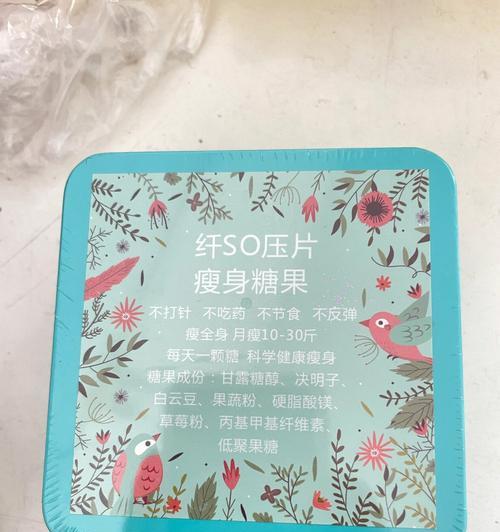 纤SO压片
瘦身糖果
不打针 不吃药 不节食 不反弹
瘦全身 月瘦10-30斤
每天一颗糖 科学健康瘦身
糖果成份：甘露糖醇、决明子、
白云豆、果蔬粉、硬脂酸镁、
草莓粉、丙基甲基纤维素、
低聚果糖